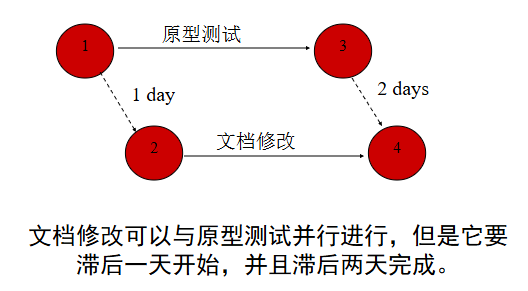 原型测试
1
3
1 day
2 days
2
文档修改
4
文档修改可以与原型测试并行进行，但是它要
滞后一天开始，并且滞后两天完成。